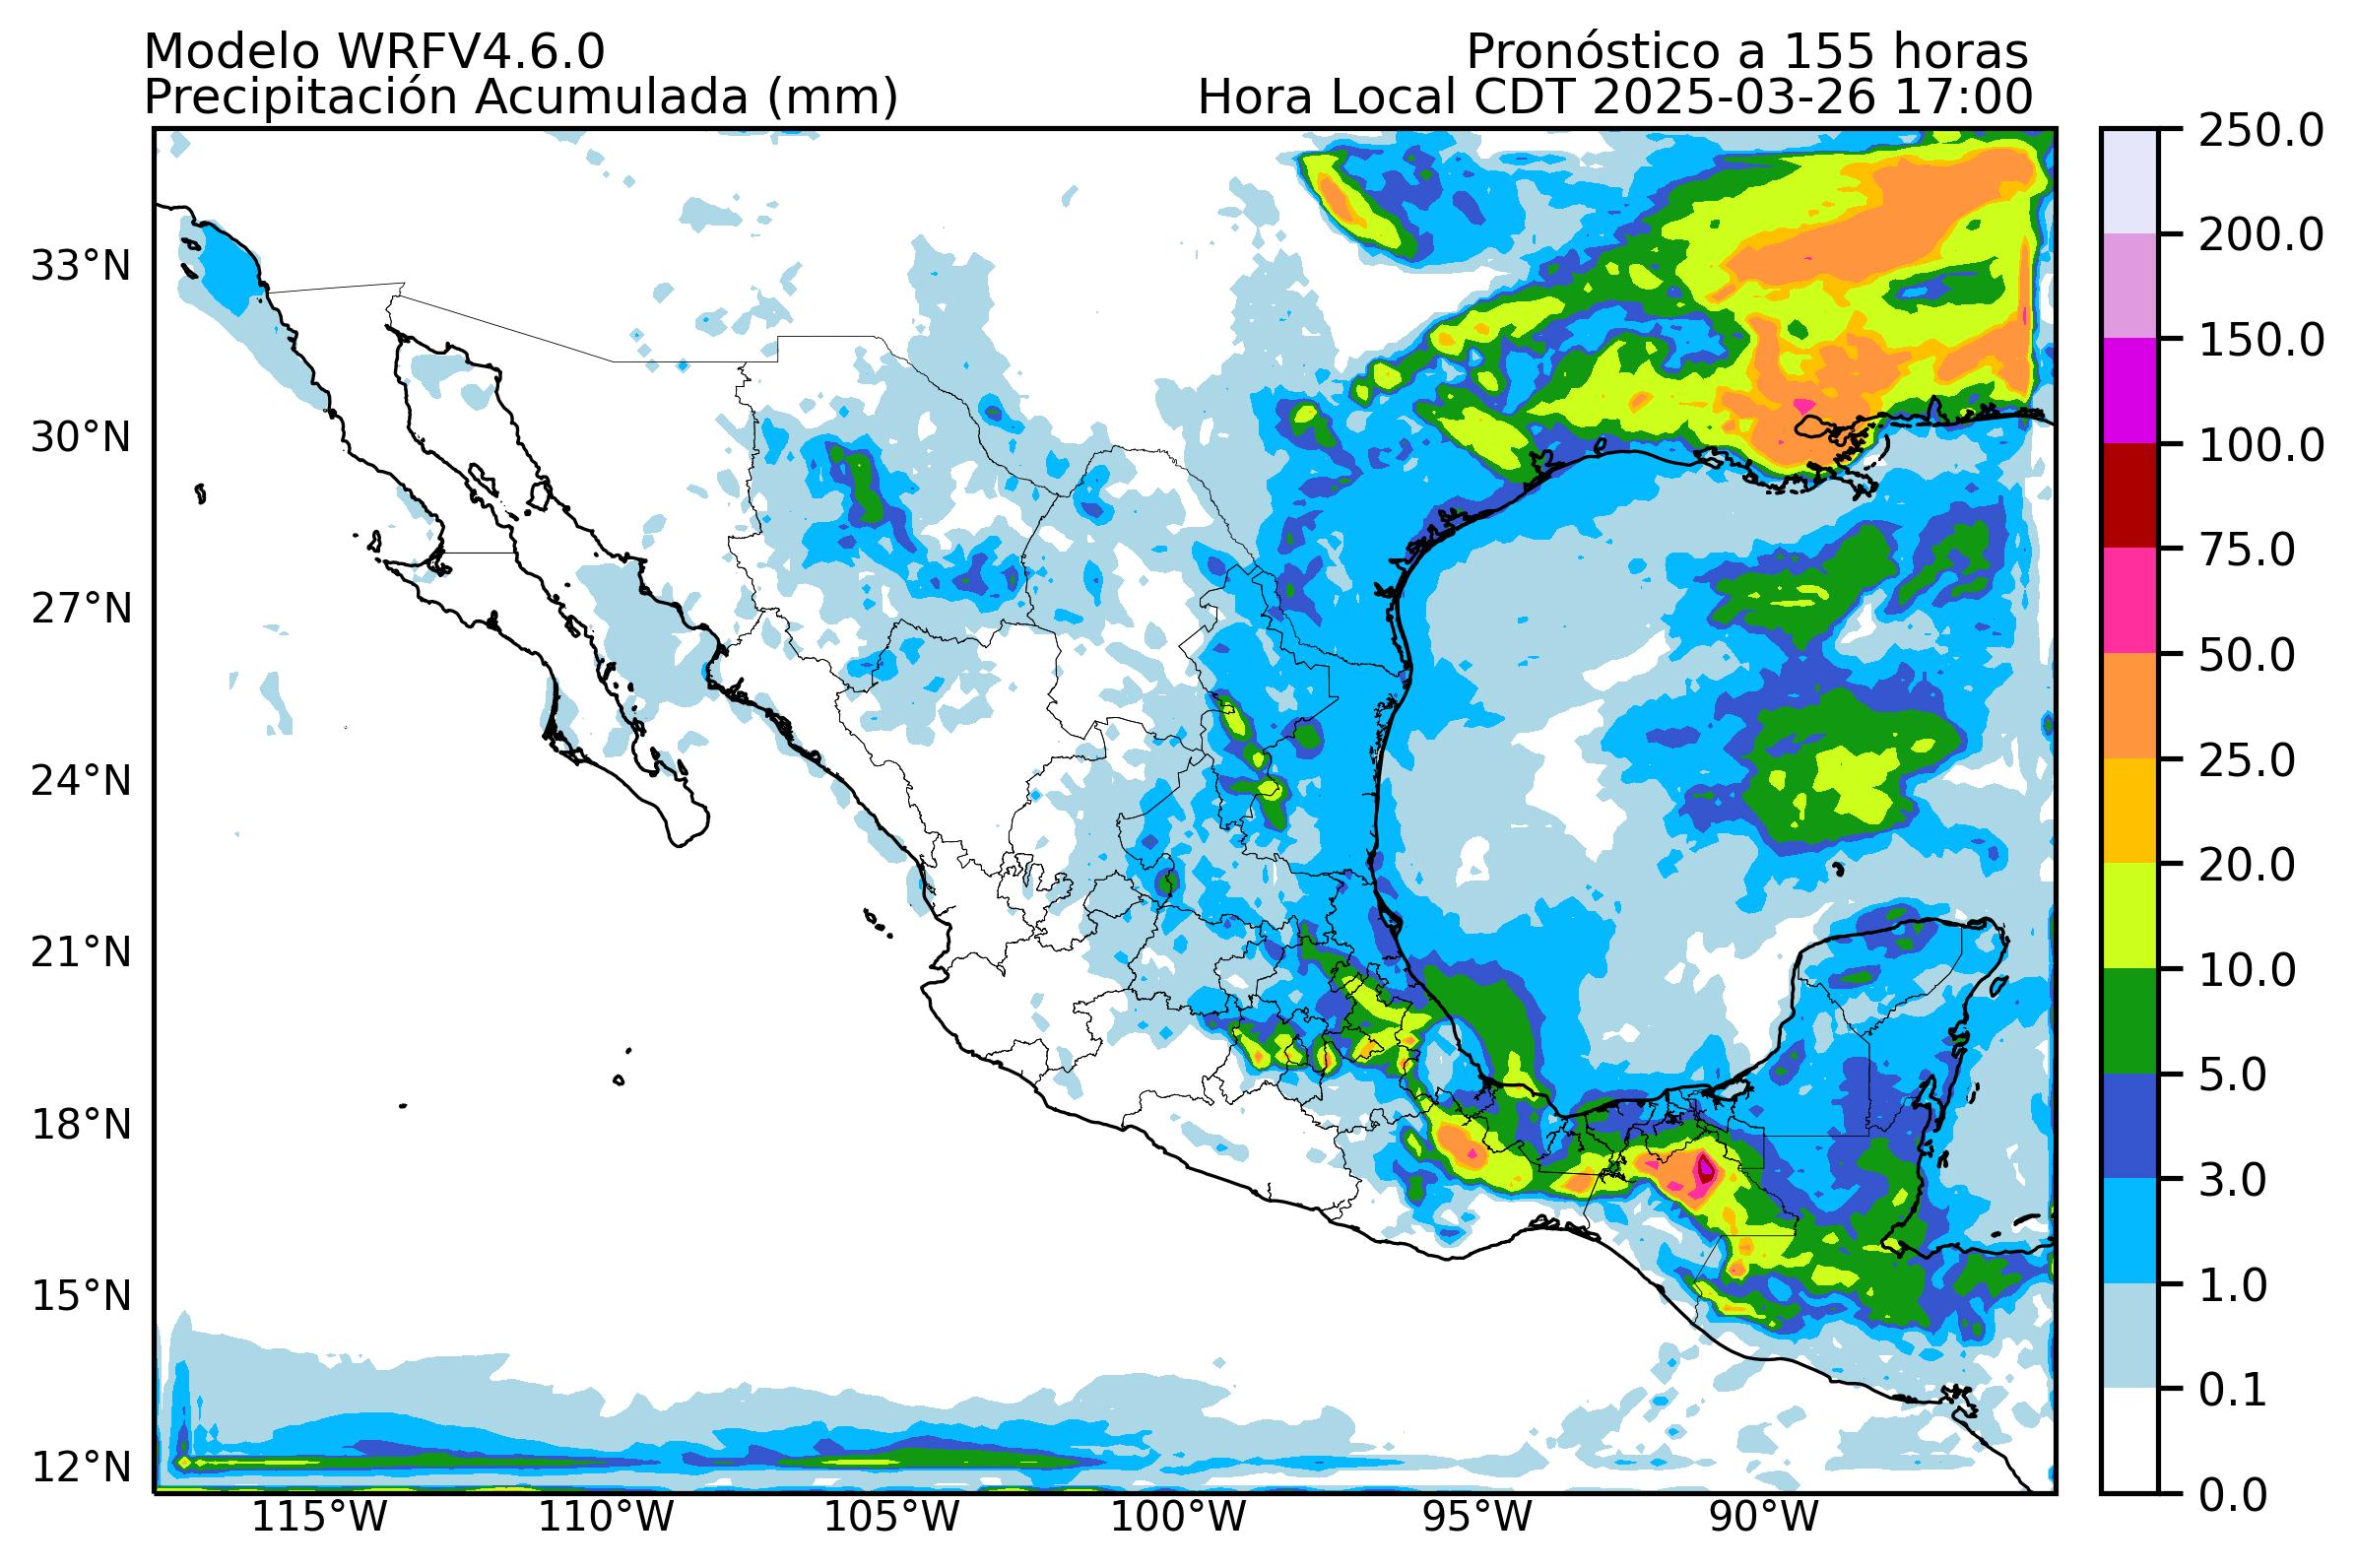 Modelo WRFV4.6.0
Pronóstico a 155 horas
Precipitación Acumulada (mm)
Hora Local CDT 2025-03-26 17:00
33°N
30°N
27°N
24°N
21°N
18°N
15°N
12°N
115°W
110°W
105°W
100°W
95°W
90°W
250.0
200.0
150.0
100.0
75.0
50.0
25.0
20.0
10.0
5.0
3.0
1.0
0.1
0.0